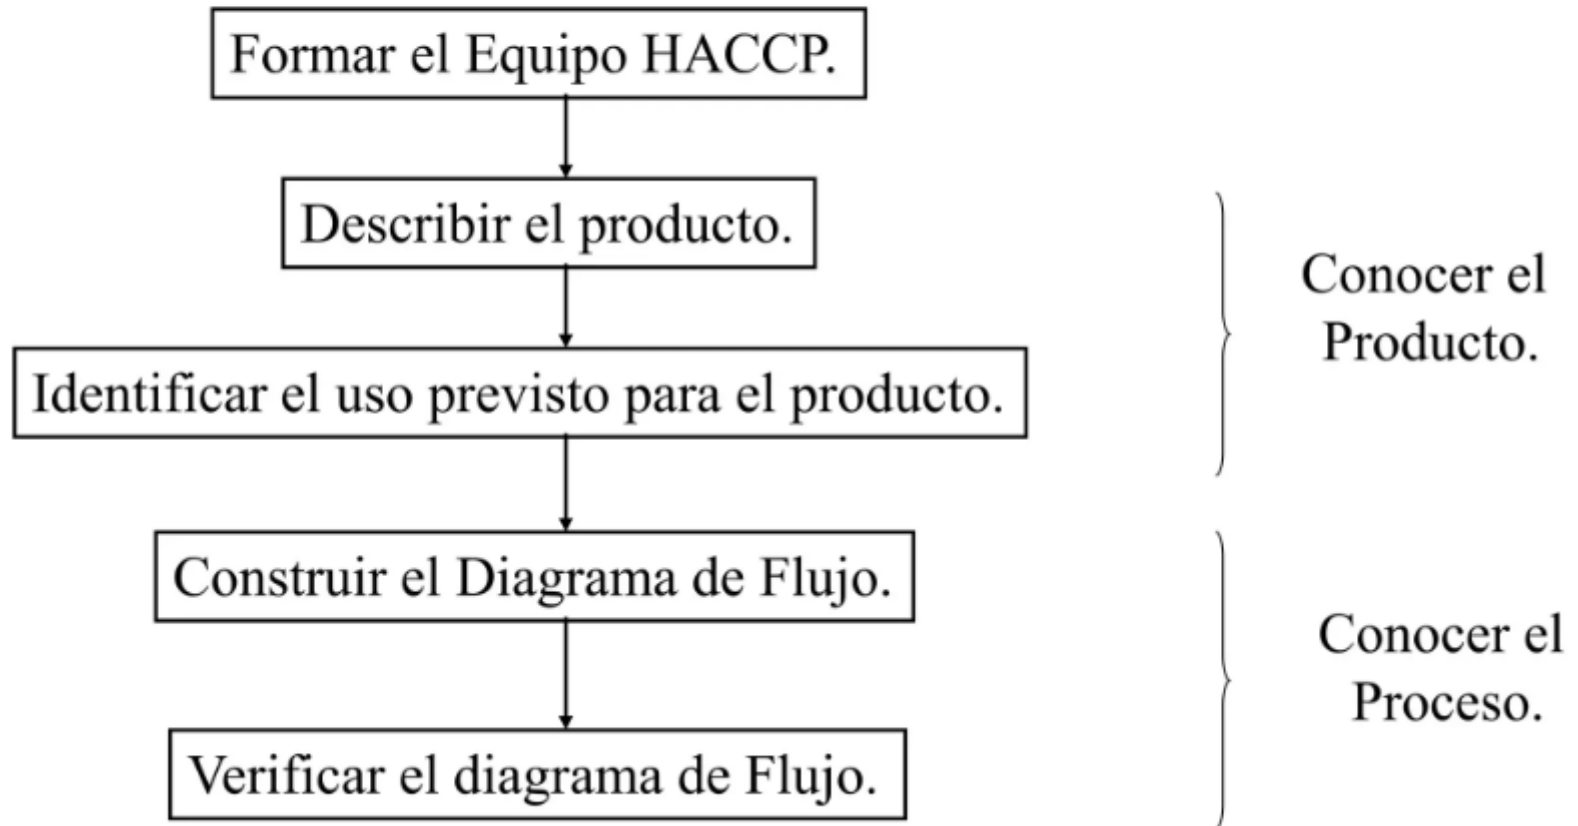 Formar el Equipo HACCP.
Describir el producto.
Identificar el uso previsto para el producto.
Conocer el
Producto.
Construir el Diagrama de Flujo.
Verificar el diagrama de Flujo.
Conocer el
Proceso.